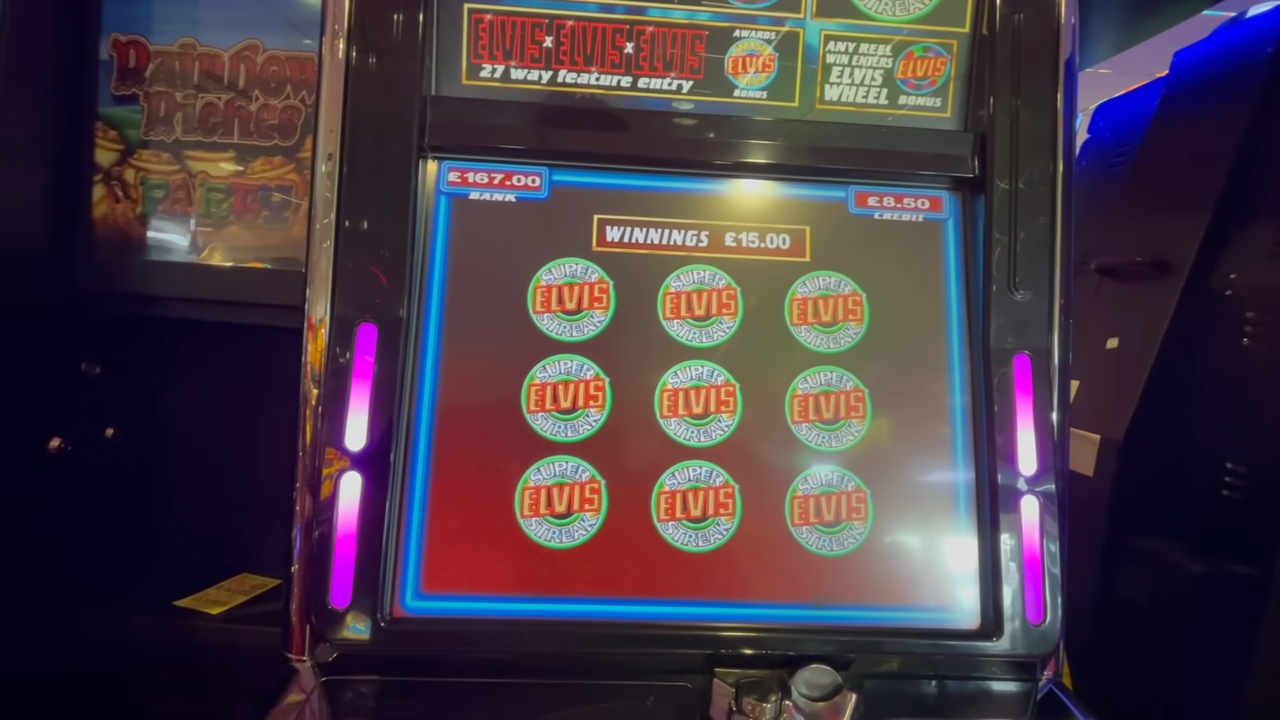 STREAK
ELVIS x ELVIS x ELVIS
27 way feature entry
AWARDS
SMASH
ELVIS
BONUS
ANY REEL
WIN ENTERS
ELVIS
WHEEL
ELVIS
BONUS
Rainbow
Riches
PARTY
£167.00
BANK
£8.50
CREDIT
WINNINGS £15.00
SUPER
ELVIS
STREAK
SUPER
ELVIS
STREAK
SUPER
ELVIS
STREAK
SUPER
ELVIS
STREAK
SUPER
ELVIS
STREAK
SUPER
ELVIS
STREAK
SUPER
ELVIS
STREAK
SUPER
ELVIS
STREAK
SUPER
ELVIS
STREAK